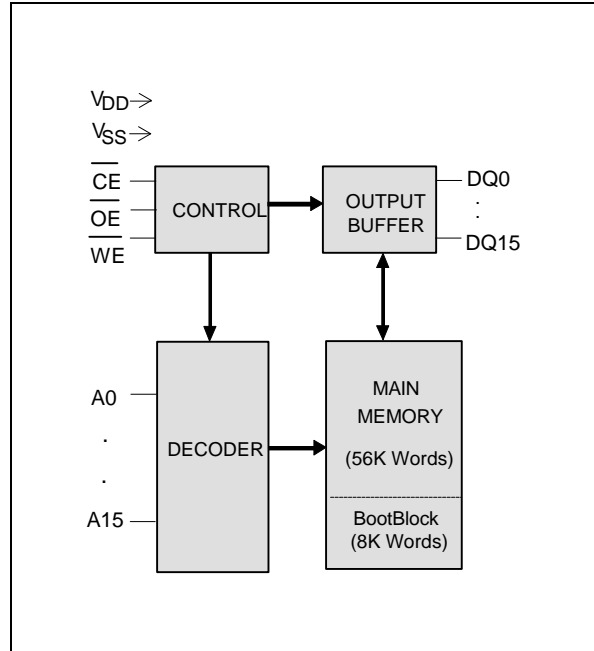 VDD
VSS
CE
OE
WE
CONTROL
OUTPUT
BUFFER
DQ0
.
.
DQ15
A0
.
.
A15
DECODER
MAIN
MEMORY
(56K Words)
BootBlock
(8K Words)